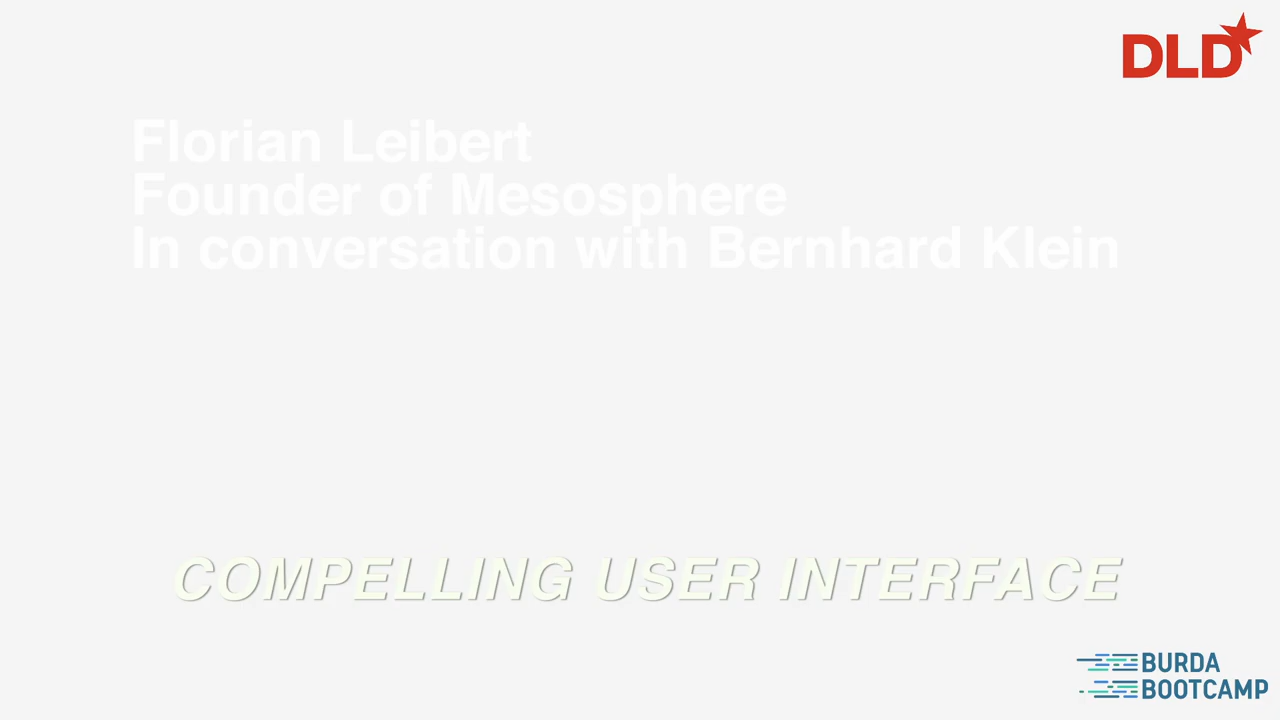 DLD
Florian Leibert
Founder of Mesosphere
In conversation with Bernhard Klein
COMPELLING USER INTERFACE
BURDA
BOOTCAMP